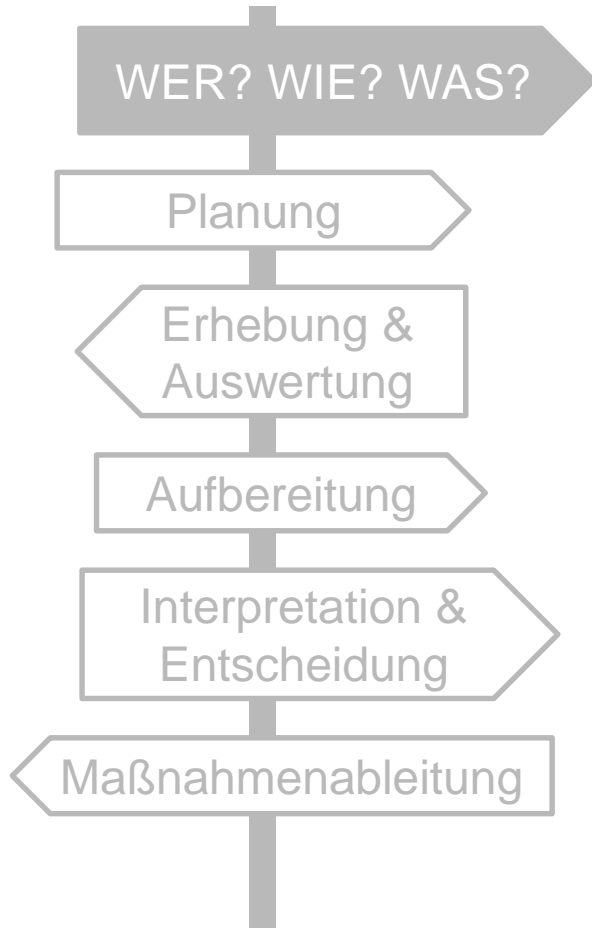 WER? WIE? WAS?
Planung
Erhebung &
Auswertung
Aufbereitung
Interpretation &
Entscheidung
Maßnahmenableitung